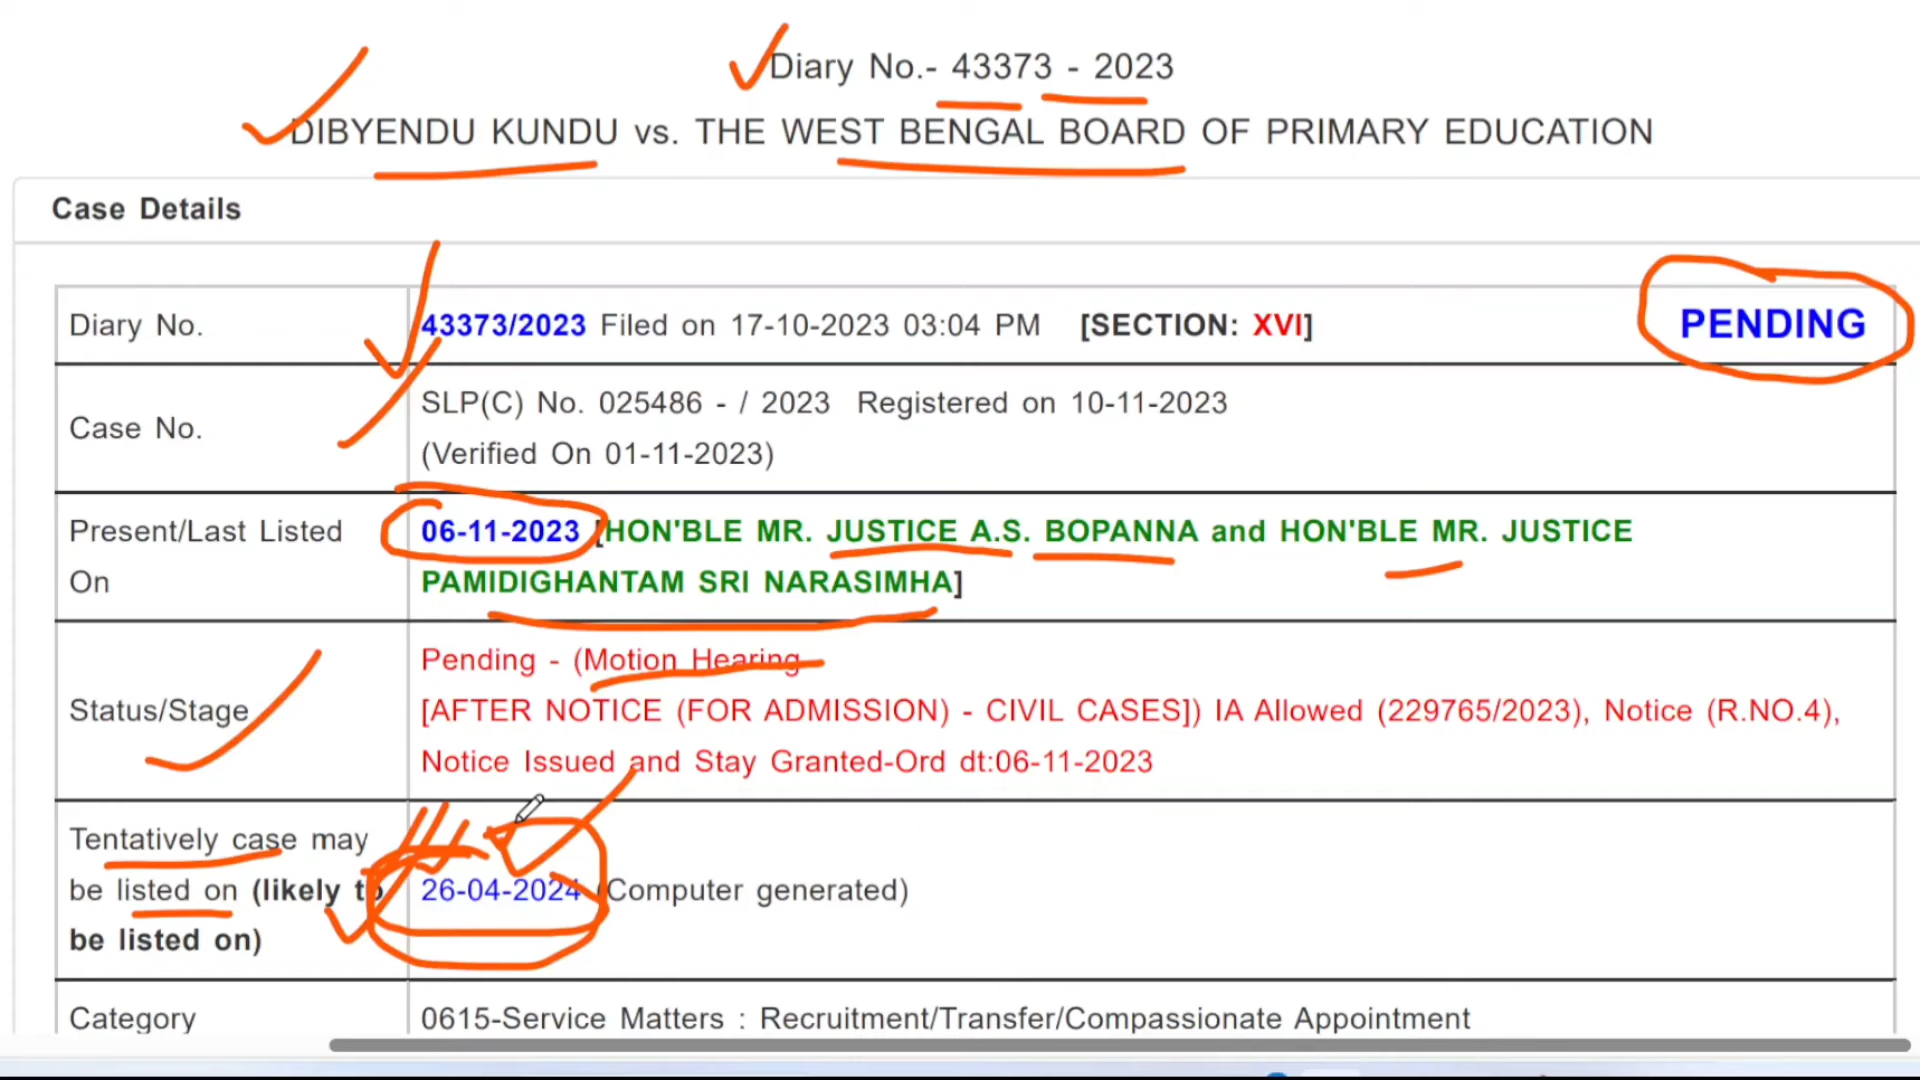 Diary No.- 43373 - 2023
DIBYENDU KUNDU vs. THE WEST BENGAL BOARD OF PRIMARY EDUCATION
Case Details
Diary No.
43373/2023 Filed on 17-10-2023 03:04 PM [SECTION: XVI]
PENDING
Case No.
SLP(C) No. 025486 - / 2023 Registered on 10-11-2023
(Verified On 01-11-2023)
Present/Last Listed
On
06-11-2023 [HON'BLE MR. JUSTICE A.S. BOPANNA and HON'BLE MR. JUSTICE
PAMIDIGHANTAM SRI NARASIMHA]
Status/Stage
Pending - (Motion Hearing
[AFTER NOTICE (FOR ADMISSION) - CIVIL CASES]) IA Allowed (229765/2023), Notice (R.NO.4),
Notice Issued and Stay Granted-Ord dt:06-11-2023
Tentatively case may
be listed on (likely to
be listed on)
26-04-2024 (Computer generated)
Category
0615-Service Matters : Recruitment/Transfer/Compassionate Appointment